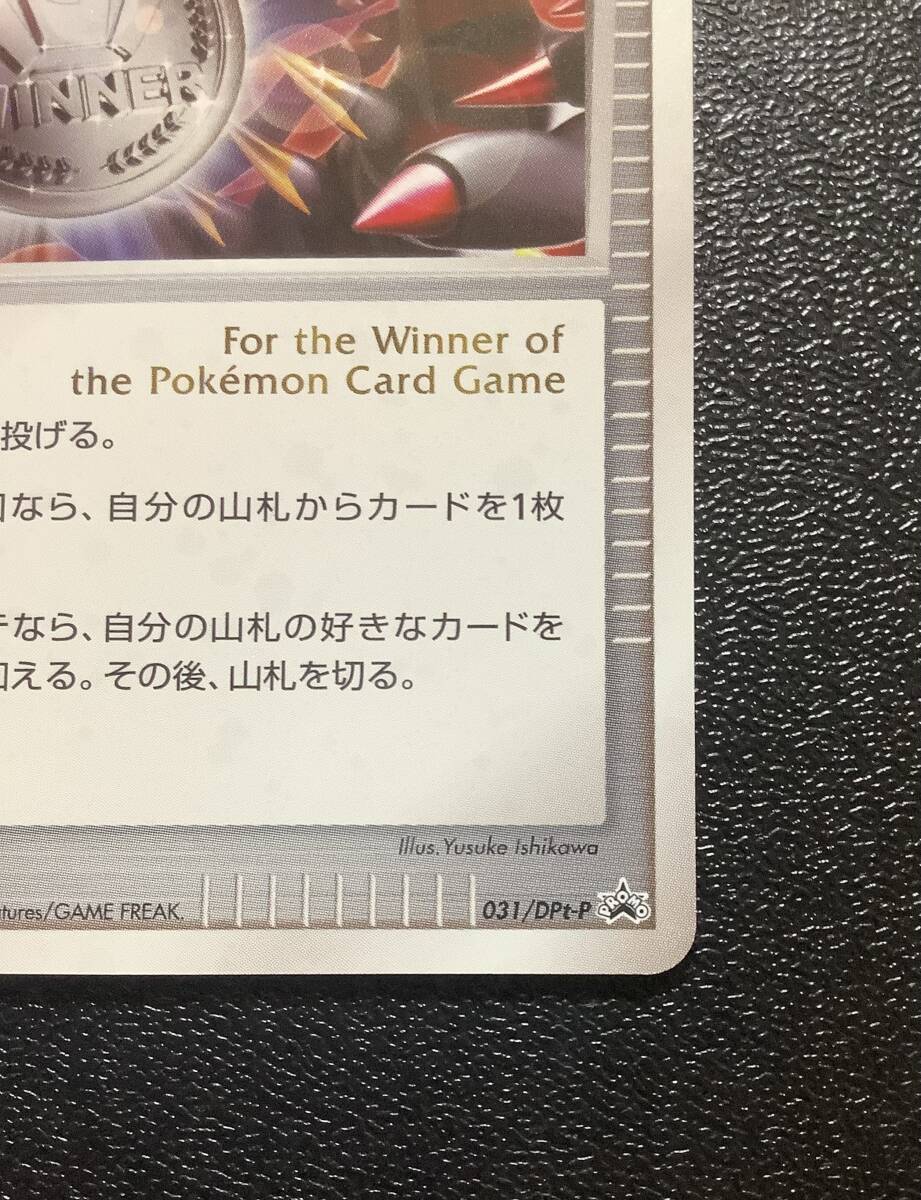 WINNER
For the Winner of
the Pokémon Card Game
投げる。
なら、自分の山札からカードを1枚
なら、自分の山札の好きなカードを
える。その後、山札を切る。
Illus. Yusuke Ishikawa
tures/GAME FREAK.
031/DPt-P PROMO